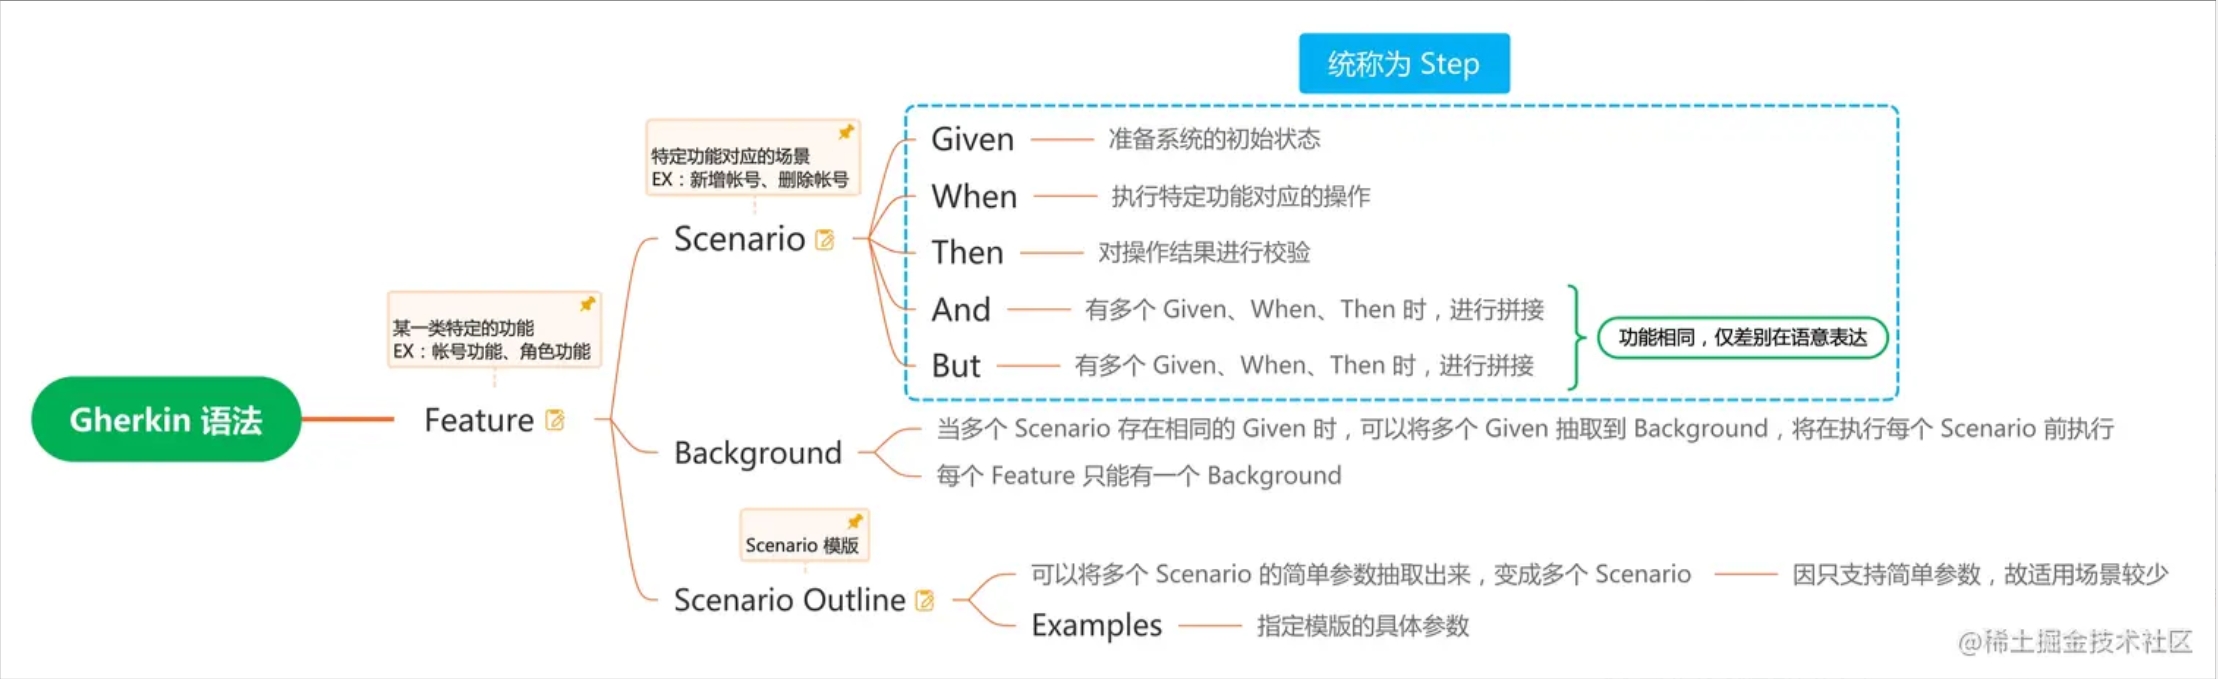 统称为 Step
特定功能对应的场景
EX：新增帐号、删除帐号
Given
准备系统的初始状态
When
执行特定功能对应的操作
Scenario
Then
对操作结果进行校验
And
有多个 Given、When、Then 时，进行拼接
But
有多个 Given、When、Then 时，进行拼接
功能相同，仅差别在语意表达
某一类特定的功能
EX：帐号功能、角色功能
Gherkin 语法
Feature
Background
当多个 Scenario 存在相同的 Given 时，可以将多个 Given 抽取到 Background，将在执行每个 Scenario 前执行
每个 Feature 只能有一个 Background
Scenario 模版
Scenario Outline
可以将多个 Scenario 的简单参数抽取出来，变成多个 Scenario
因只支持简单参数，故适用场景较少
Examples
指定模版的具体参数
@稀土掘金技术社区